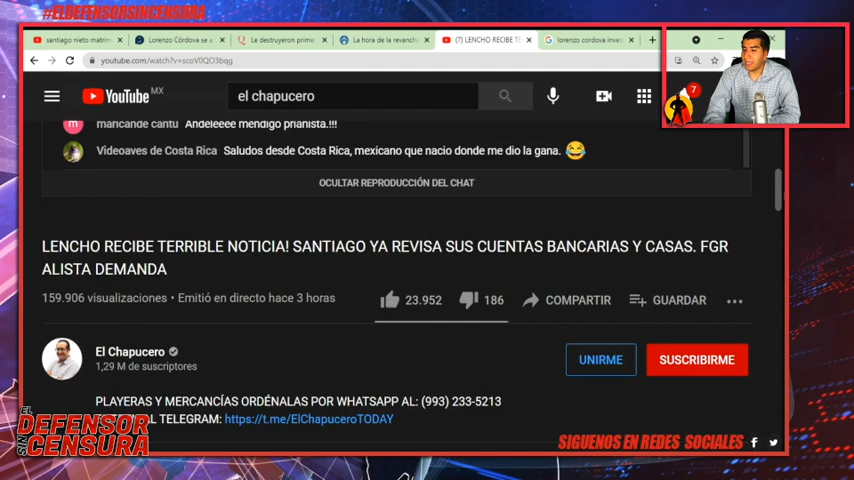 #ELDEFENSORSINCENSURA
santiago nieto matrim
Lorenzo Córdova se a
Le destruyeron prime
La hora de la revancha
(7) LENCHO RECIBE TE
lorenzo cordova inves
youtube.com/watch?v=scoV0QO3bqg
YouTube MX
el chapucero
7
maricande cantu Andeleeee mendigo prianista.!!!
Videoaves de Costa Rica Saludos desde Costa Rica, mexicano que nacio donde me dio la gana.
OCULTAR REPRODUCCIÓN DEL CHAT
LENCHO RECIBE TERRIBLE NOTICIA! SANTIAGO YA REVISA SUS CUENTAS BANCARIAS Y CASAS. FGR
ALISTA DEMANDA
159.906 visualizaciones • Emitió en directo hace 3 horas
23.952
186
COMPARTIR
GUARDAR
El Chapucero
1,29 M de suscriptores
UNIRME
SUSCRIBIRME
PLAYERAS Y MERCANCÍAS ORDÉNALAS POR WHATSAPP AL: (993) 233-5213
L TELEGRAM: https://t.me/ElChapuceroTODAY
EL DEFENSOR
SIN CENSURA
SIGUENOS EN REDES SOCIALES